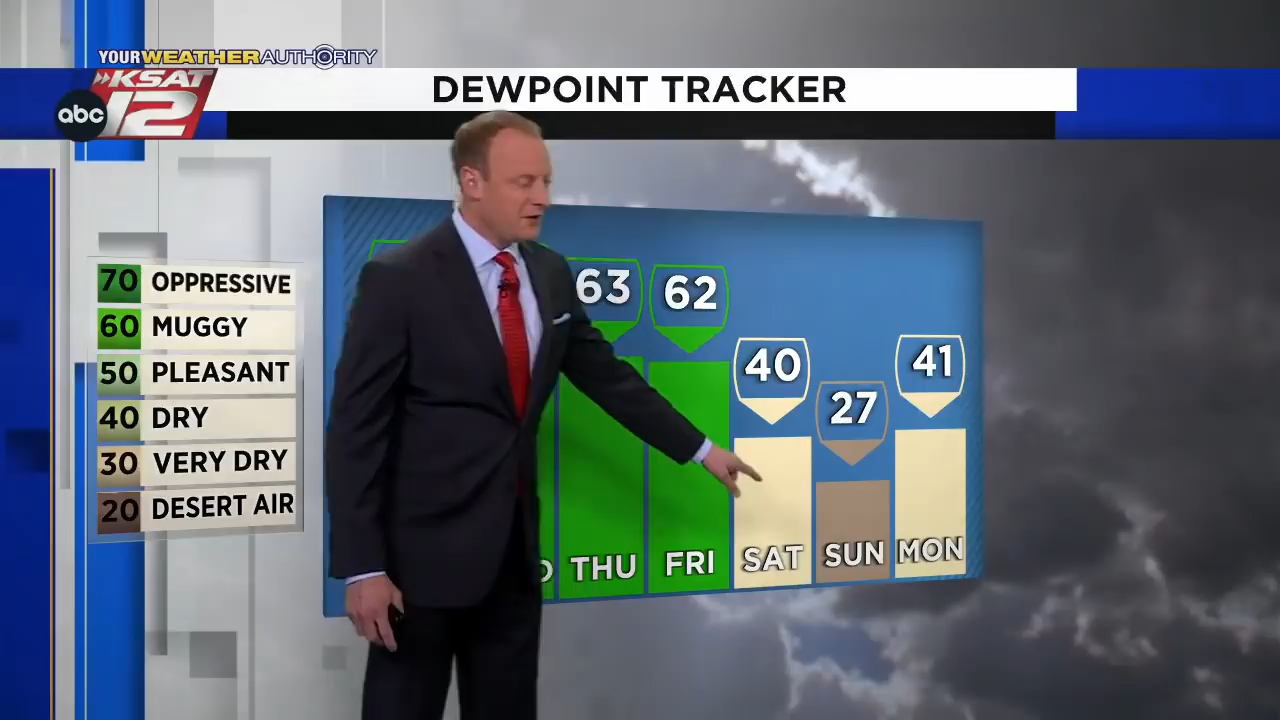 YOUR WEATHER AUTHORITY
KSAT
abc 12
DEWPOINT TRACKER
70 OPPRESSIVE
60 MUGGY
50 PLEASANT
40 DRY
30 VERY DRY
20 DESERT AIR
63 62 40 27 41
THU FRI SAT SUN MON